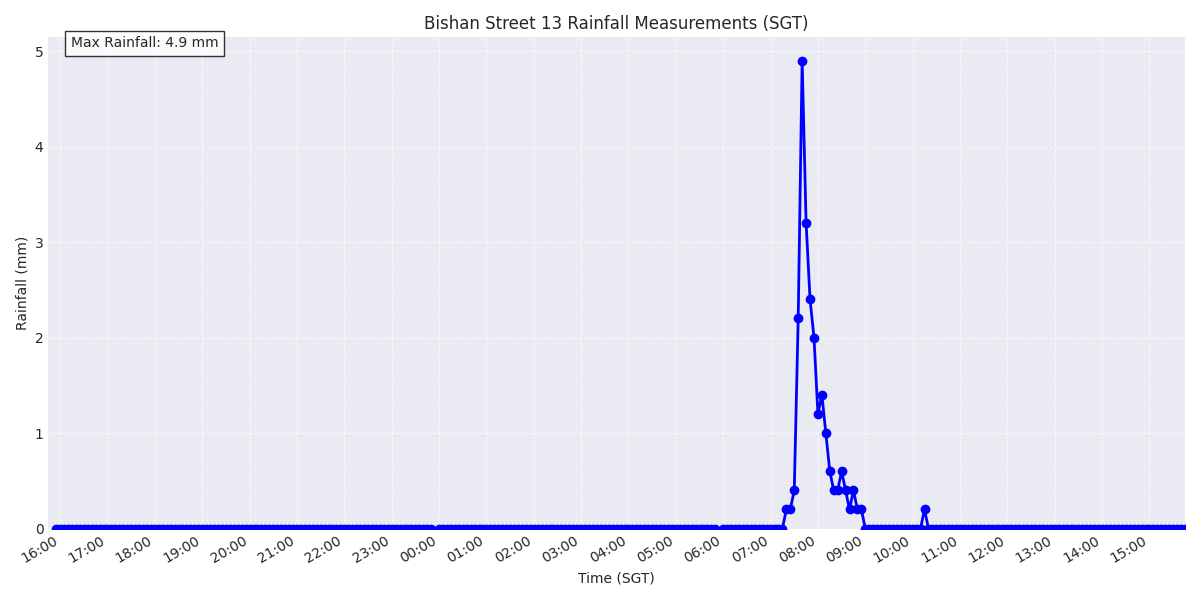 Bishan Street 13 Rainfall Measurements (SGT)
Max Rainfall: 4.9 mm
5
4
3
2
1
0
Rainfall (mm)
16:00 17:00 18:00 19:00 20:00 21:00 22:00 23:00 00:00 01:00 02:00 03:00 04:00 05:00 06:00 07:00 08:00 09:00 10:00 11:00 12:00 13:00 14:00 15:00
Time (SGT)